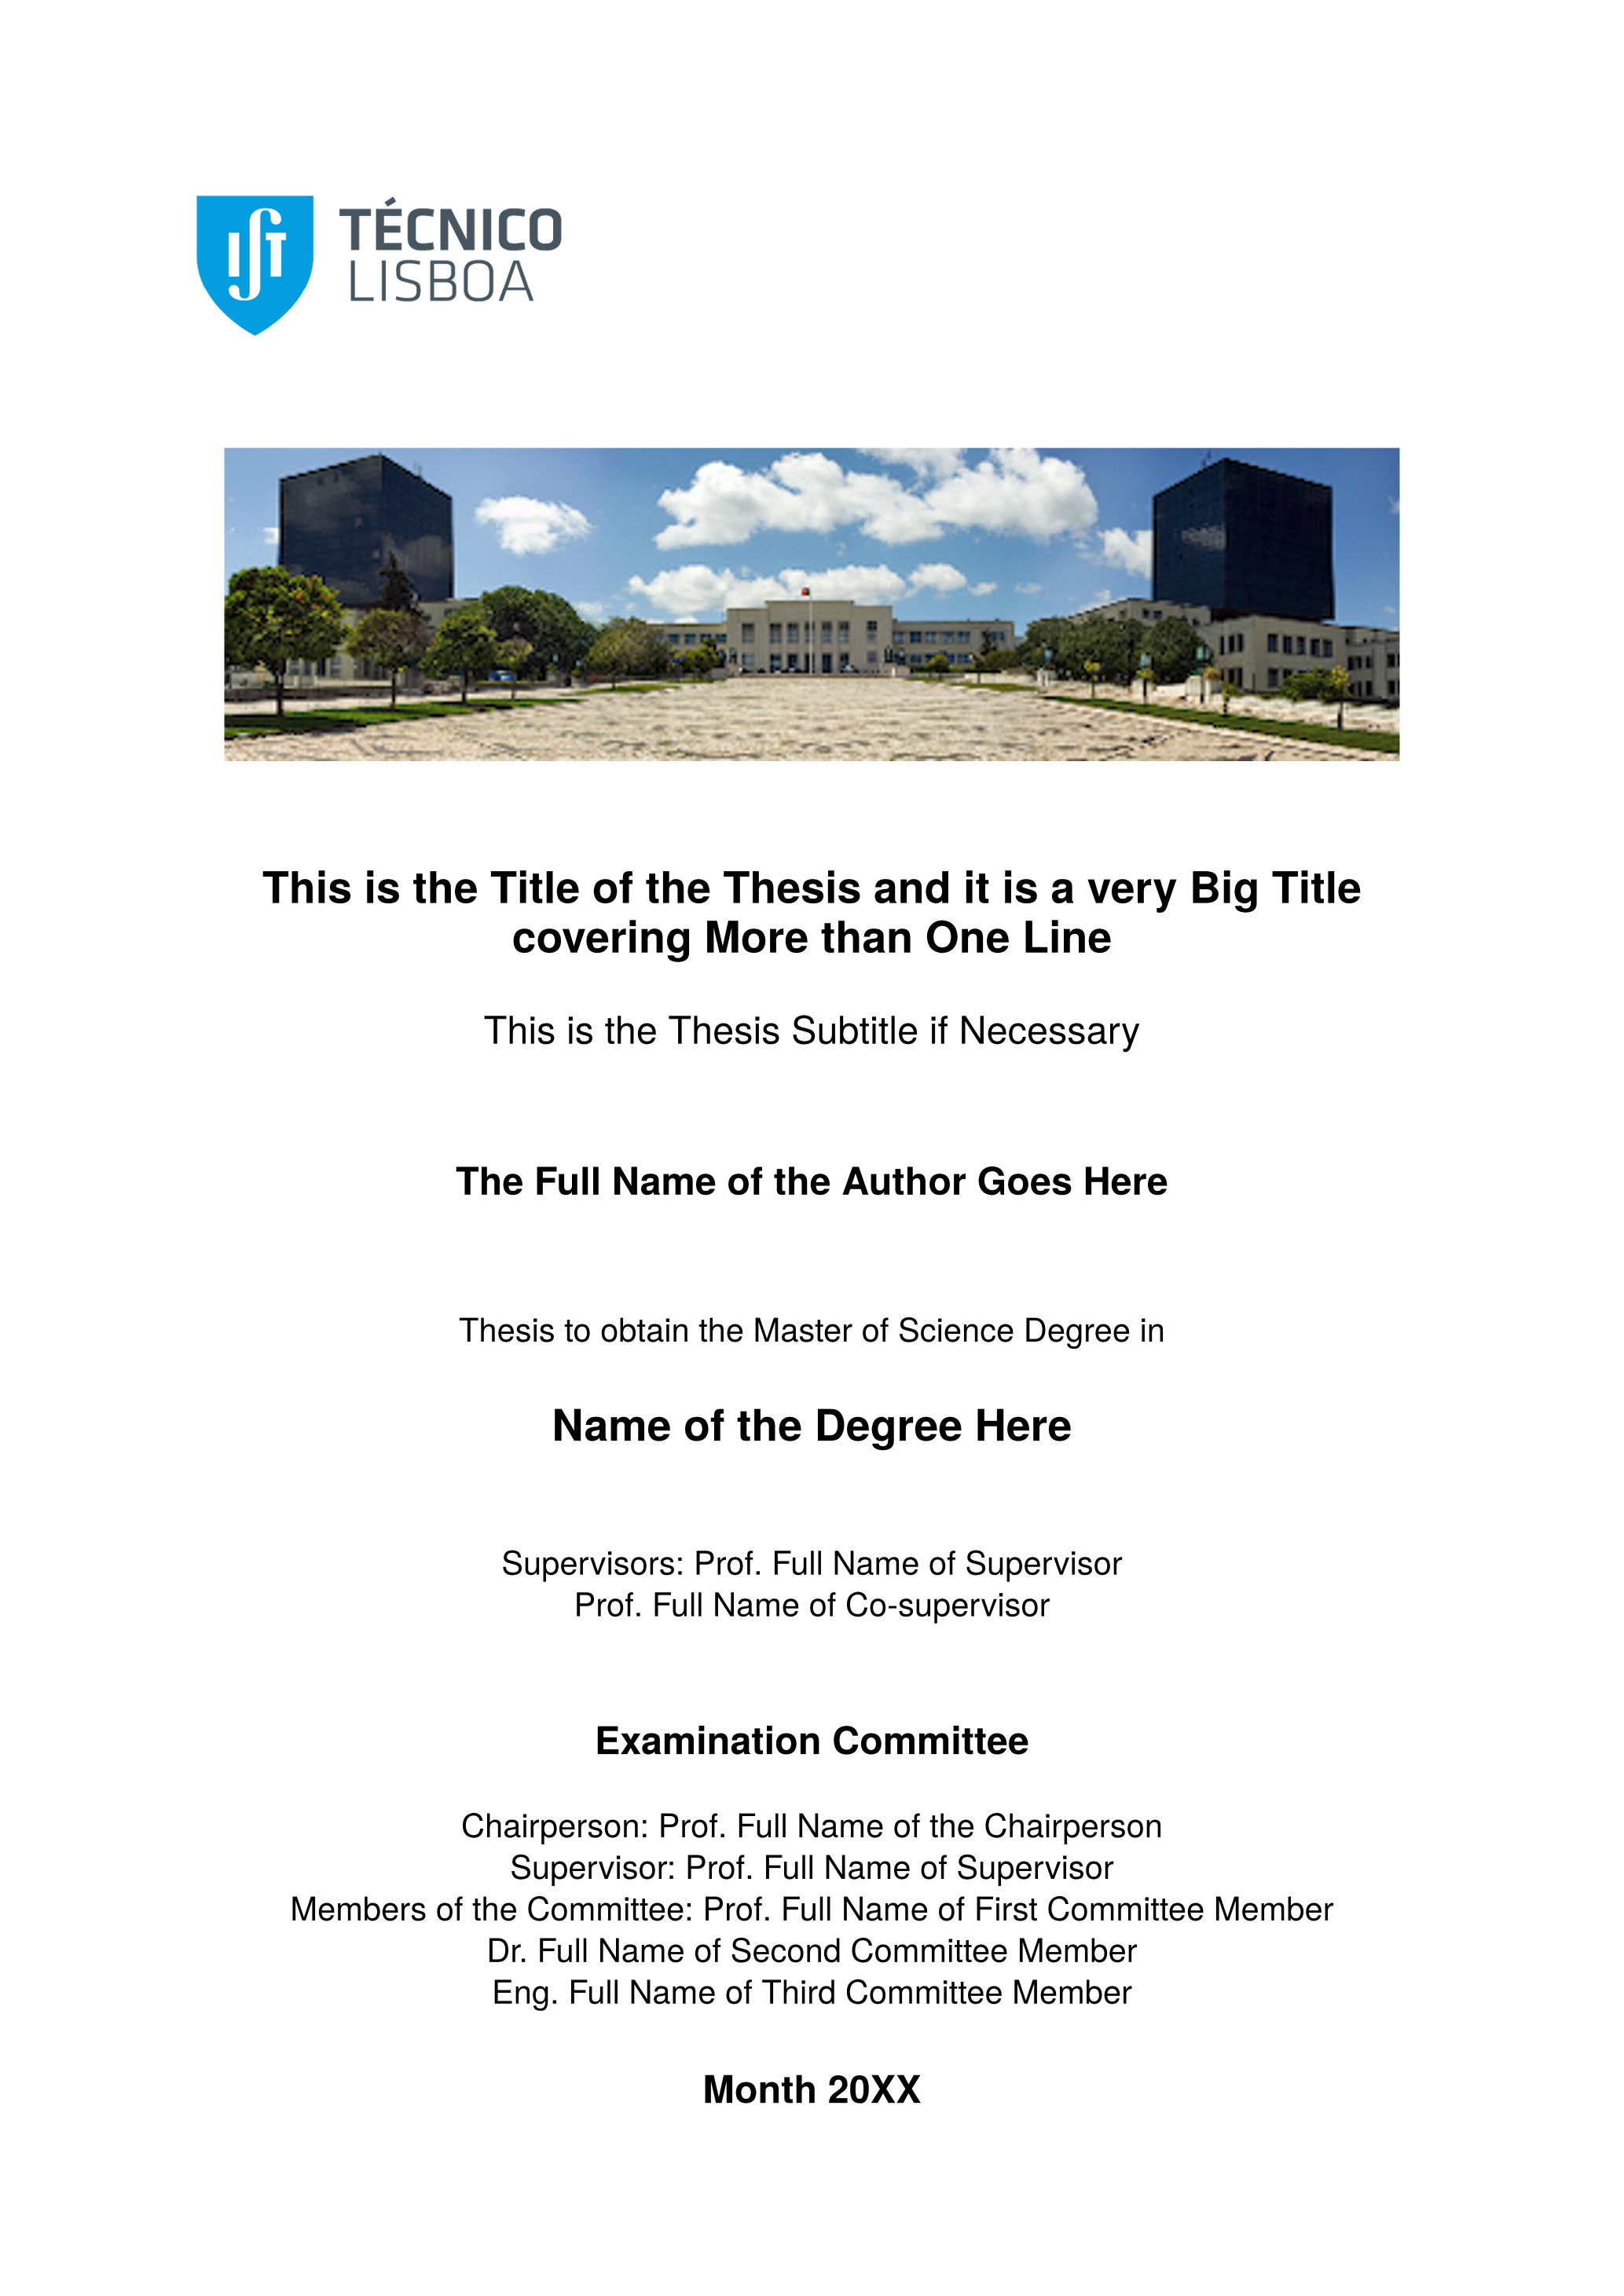 IST
TÉCNICO
LISBOA
This is the Title of the Thesis and it is a very Big Title
covering More than One Line
This is the Thesis Subtitle if Necessary
The Full Name of the Author Goes Here
Thesis to obtain the Master of Science Degree in
Name of the Degree Here
Supervisors: Prof. Full Name of Supervisor
Prof. Full Name of Co-supervisor
Examination Committee
Chairperson: Prof. Full Name of the Chairperson
Supervisor: Prof. Full Name of Supervisor
Members of the Committee: Prof. Full Name of First Committee Member
Dr. Full Name of Second Committee Member
Eng. Full Name of Third Committee Member
Month 20XX